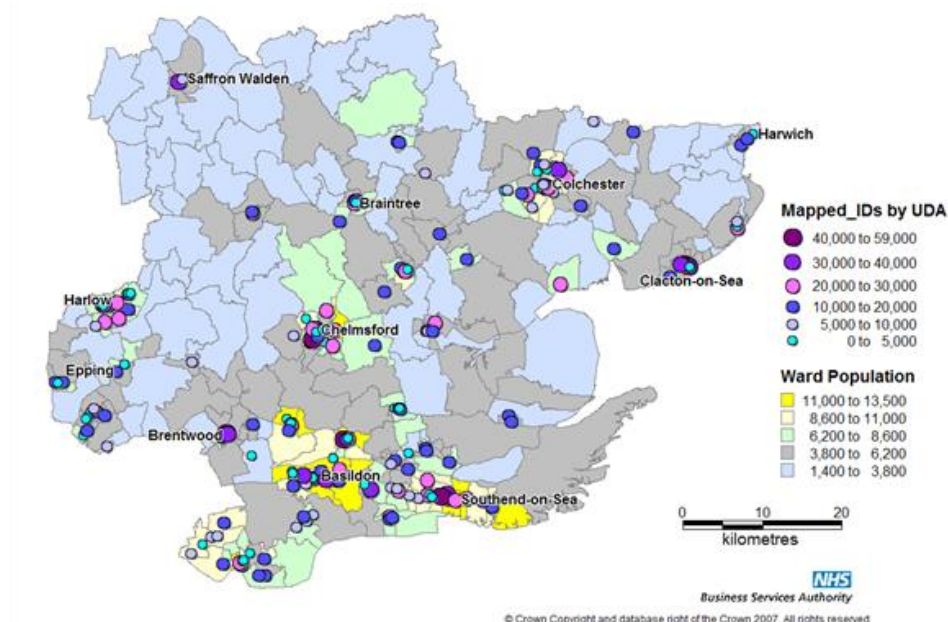 Saffron Walden
Harwich
Colchester
Braintree
Mapped_IDs by UDA
40,000 to 59,000
30,000 to 40,000
20,000 to 30,000
10,000 to 20,000
5,000 to 10,000
0 to 5,000
Clacton-on-Sea
Harlow
Chelmsford
Epping
Ward Population
11,000 to 13,500
8,600 to 11,000
6,200 to 8,600
3,800 to 6,200
1,400 to 3,800
Brentwood
Basildon
Southend-on-Sea
0 10 20
kilometres
NHS
Business Services Authority
© Crown Copyright and database right of the Crown 2007. All rights reserved